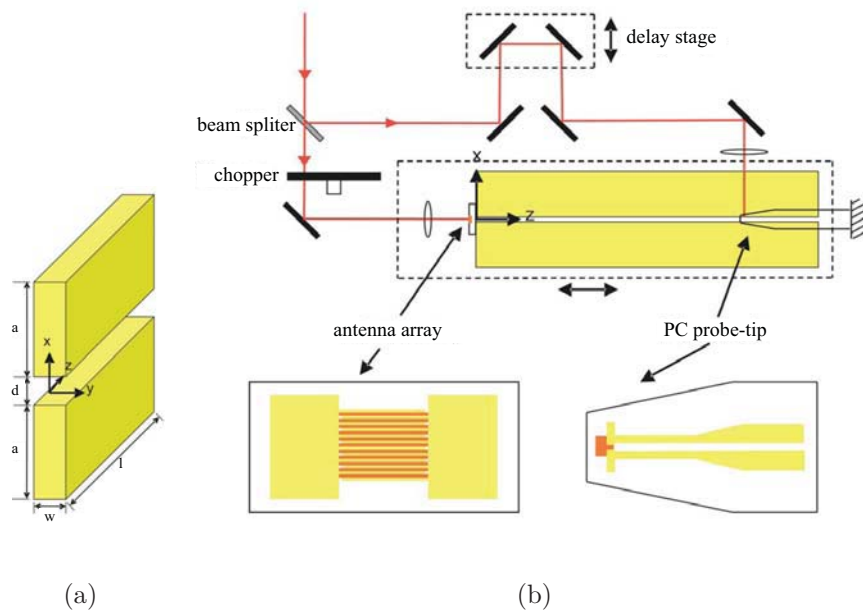 delay stage
beam spliter
x
chopper
z
a
antenna array
PC probe-tip
x
z
d
y
a
l
w
(a)
(b)